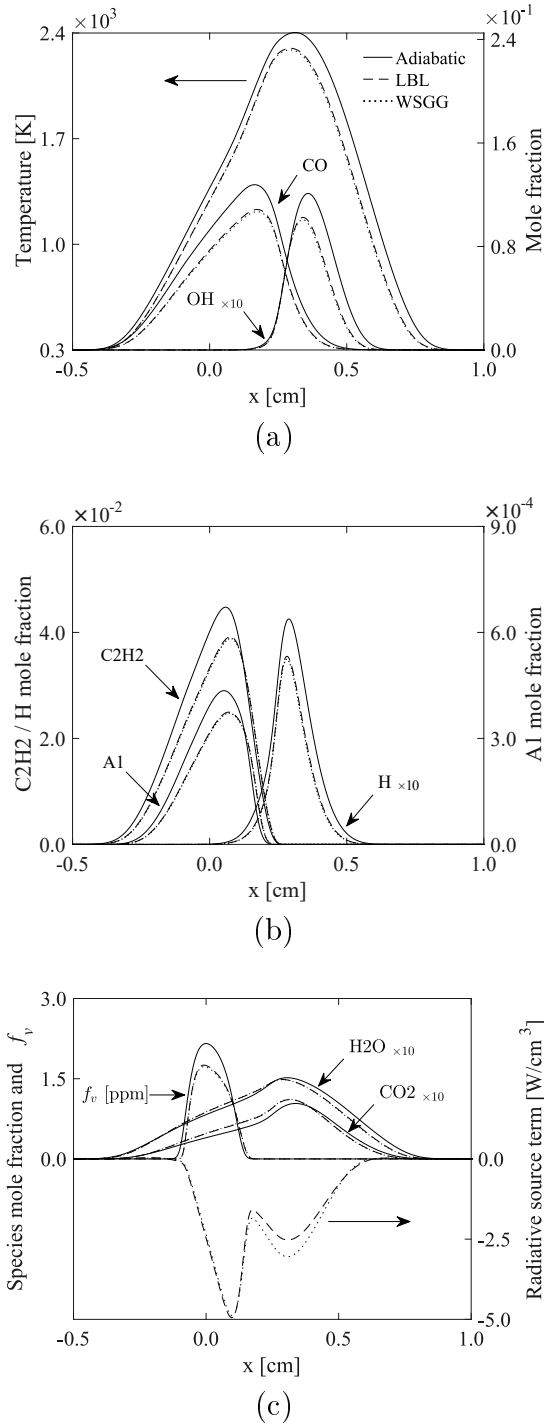 ×10³
×10⁻¹
2.4
1.7
1.0
0.3
Temperature [K]
2.4
1.6
0.8
0.0
Mole fraction
Adiabatic
LBL
WSGG
CO
OH ×10
-0.5
0.0
0.5
1.0
x [cm]
(a)
×10⁻²
×10⁻⁴
6.0
4.0
2.0
0.0
C2H2 / H mole fraction
9.0
6.0
3.0
0.0
A1 mole fraction
C2H2
A1
H ×10
-0.5
0.0
0.5
1.0
x [cm]
(b)
3.0
1.5
0.0
Species mole fraction and fᵥ
0.0
-2.5
-5.0
Radiative source term [W/cm³]
H2O ×10
fᵥ [ppm]
CO2 ×10
-0.5
0.0
0.5
1.0
x [cm]
(c)